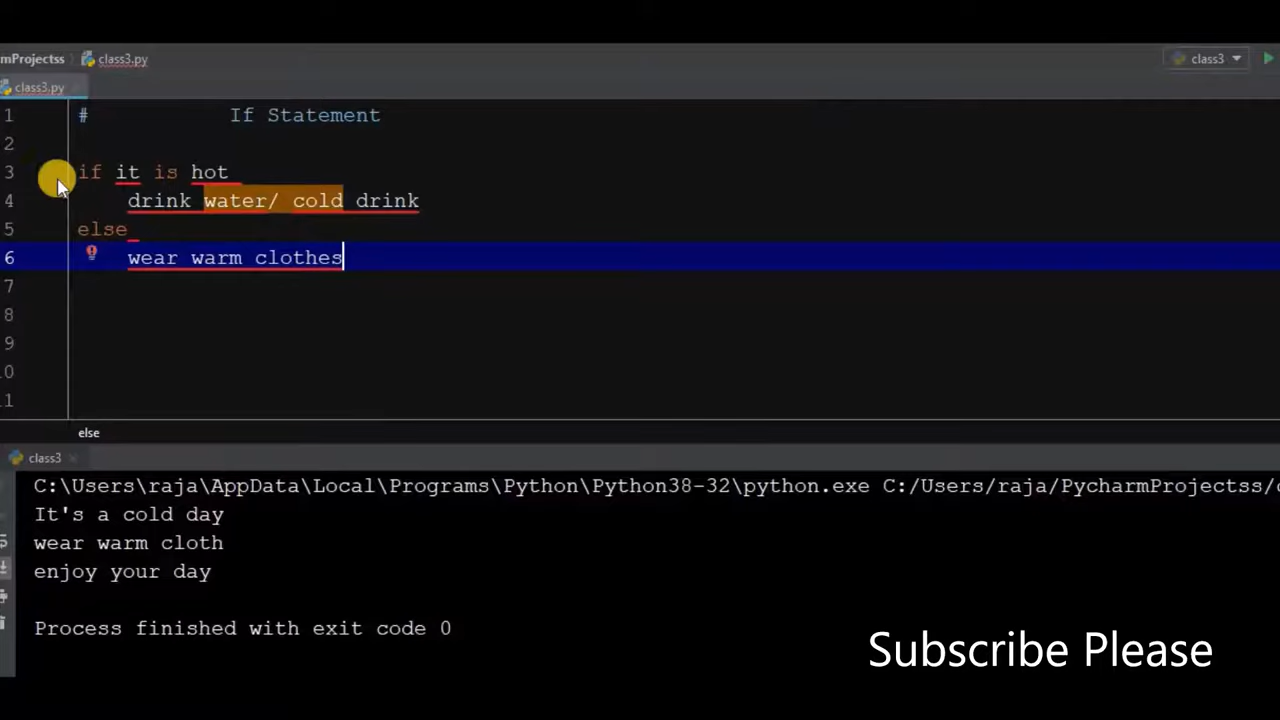 mProjectss class3.py class3
class3.py
1 # If Statement
2
3 if it is hot
4 drink water/ cold drink
5 else
6 wear warm clothes
7
8
9
0
1
else
class3
C:\Users\raja\AppData\Local\Programs\Python\Python38-32\python.exe C:/Users/raja/PycharmProjectss/
It's a cold day
wear warm cloth
enjoy your day
Process finished with exit code 0
Subscribe Please